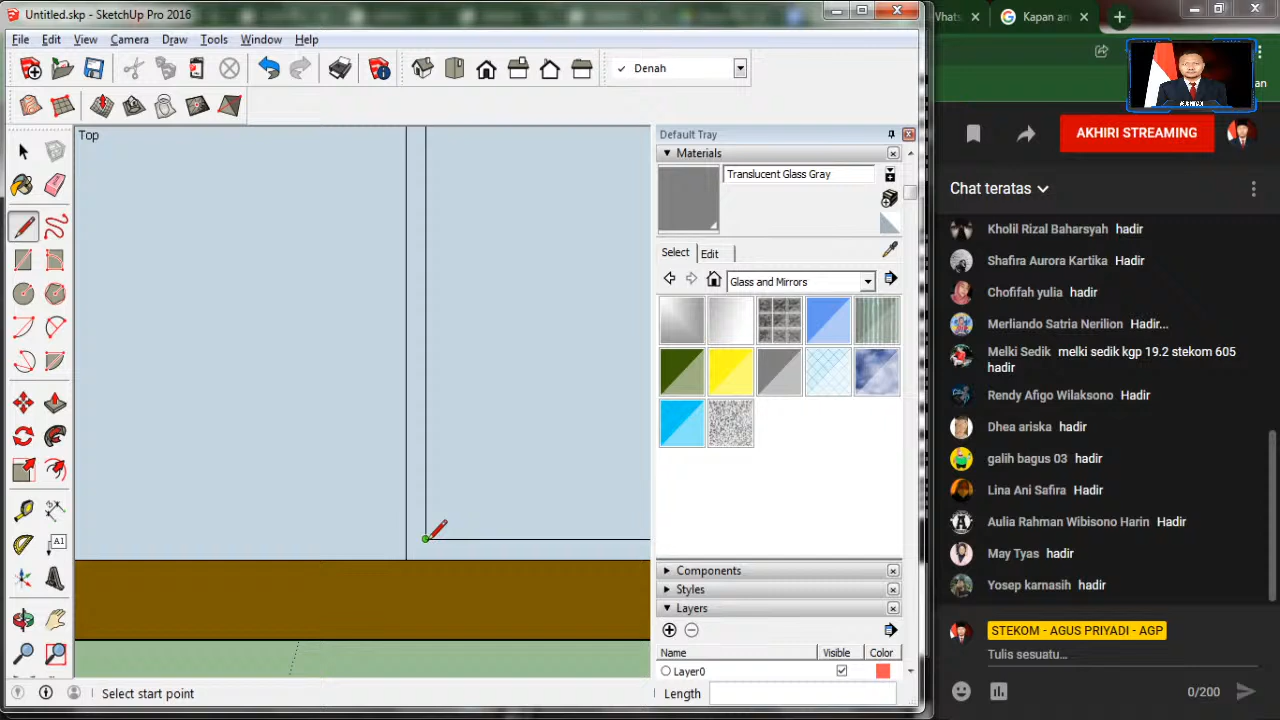 Untitled.skp - SketchUp Pro 2016
File Edit View Camera Draw Tools Window Help
Denah
Top
A1
Select start point
Default Tray
Materials
Translucent Glass Gray
Select Edit
Glass and Mirrors
Components
Styles
Layers
Name Visible Color
Layer0
Length
Whats
Kapan an
an
AKHIRI STREAMING
Chat teratas
Kholil Rizal Baharsyah hadir
Shafira Aurora Kartika Hadir
Chofifah yulia hadir
Merliando Satria Nerilion Hadir...
Melki Sedik melki sedik kgp 19.2 stekom 605
hadir
Rendy Afigo Wilaksono Hadir
Dhea ariska hadir
galih bagus 03 hadir
Lina Ani Safira Hadir
Aulia Rahman Wibisono Harin Hadir
May Tyas hadir
Yosep karnasih hadir
STEKOM - AGUS PRIYADI - AGP
Tulis sesuatu...
0/200